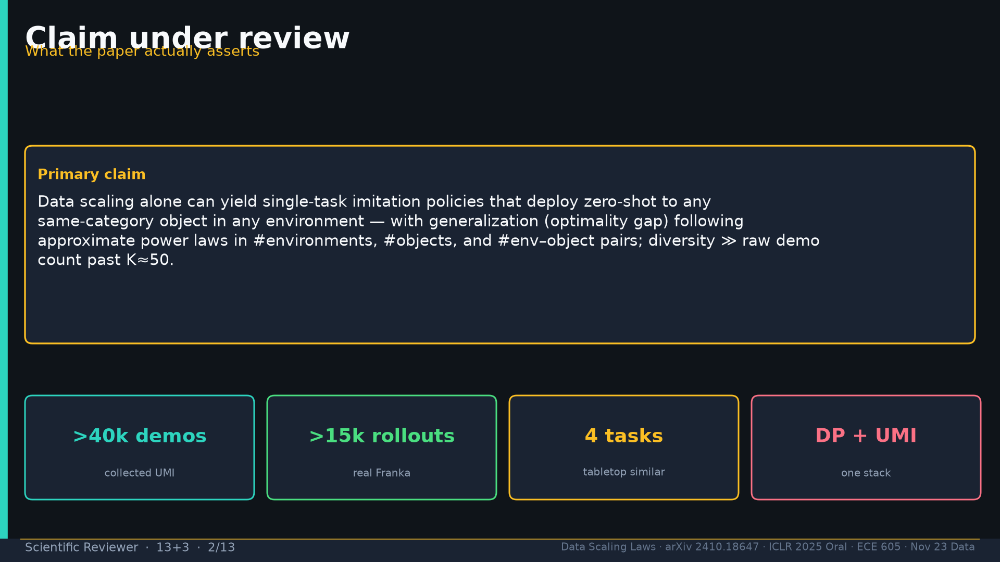 Claim under review
What the paper actually asserts
Primary claim
Data scaling alone can yield single-task imitation policies that deploy zero-shot to any
same-category object in any environment — with generalization (optimality gap) following
approximate power laws in #environments, #objects, and #env–object pairs; diversity ≫ raw demo
count past K≈50.
>40k demos
collected UMI
>15k rollouts
real Franka
4 tasks
tabletop similar
DP + UMI
one stack
Scientific Reviewer · 13+3 · 2/13
Data Scaling Laws · arXiv 2410.18647 · ICLR 2025 Oral · ECE 605 · Nov 23 Data